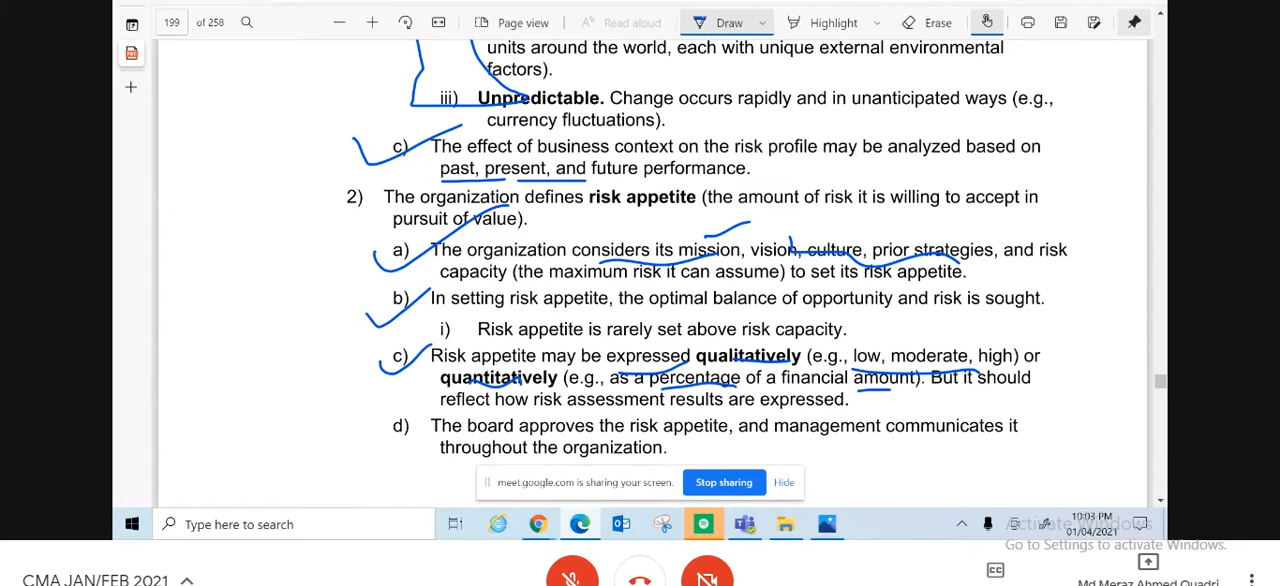 199 of 258 Page view Read aloud Draw Highlight Erase
units around the world, each with unique external environmental
factors).
iii) Unpredictable. Change occurs rapidly and in unanticipated ways (e.g.,
currency fluctuations).
c) The effect of business context on the risk profile may be analyzed based on
past, present, and future performance.
2) The organization defines risk appetite (the amount of risk it is willing to accept in
pursuit of value).
a) The organization considers its mission, vision, culture, prior strategies, and risk
capacity (the maximum risk it can assume) to set its risk appetite.
b) In setting risk appetite, the optimal balance of opportunity and risk is sought.
i) Risk appetite is rarely set above risk capacity.
c) Risk appetite may be expressed qualitatively (e.g., low, moderate, high) or
quantitatively (e.g., as a percentage of a financial amount). But it should
reflect how risk assessment results are expressed.
d) The board approves the risk appetite, and management communicates it
throughout the organization.
meet.google.com is sharing your screen. Stop sharing Hide
Type here to search
10:03 PM
01/04/2021
Activate Windows
Go to Settings to activate Windows.
CMA JAN/FEB 2021
Md Meraz Ahmed Quadri